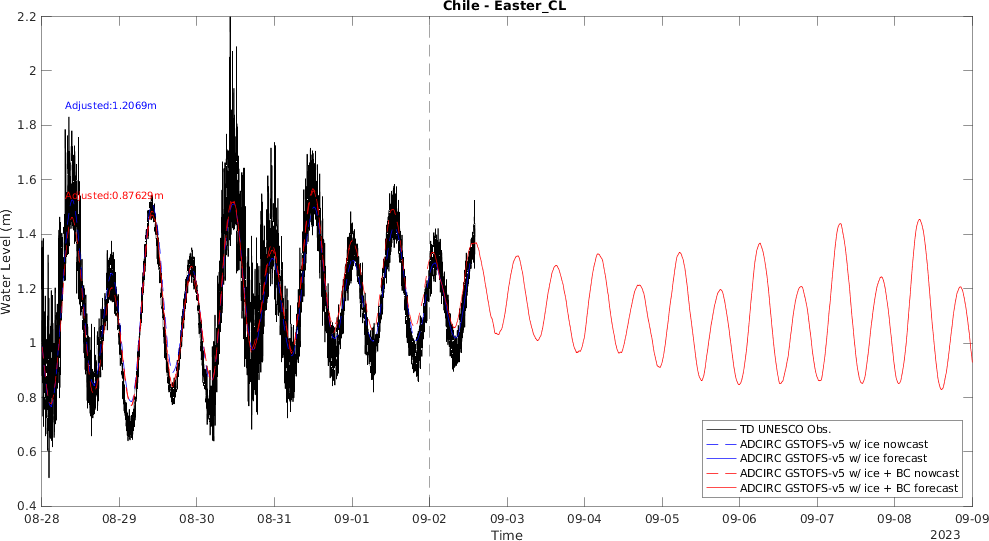 Chile - Easter_CL
2.2
2
1.8
1.6
1.4
1.2
1
0.8
0.6
0.4
Water Level (m)
Adjusted:1.2069m
Adjusted:0.87629m
TD UNESCO Obs.
ADCIRC GSTOFS-v5 w/ ice nowcast
ADCIRC GSTOFS-v5 w/ ice forecast
ADCIRC GSTOFS-v5 w/ ice + BC nowcast
ADCIRC GSTOFS-v5 w/ ice + BC forecast
08-28 08-29 08-30 08-31 09-01 09-02 09-03 09-04 09-05 09-06 09-07 09-08 09-09
Time
2023